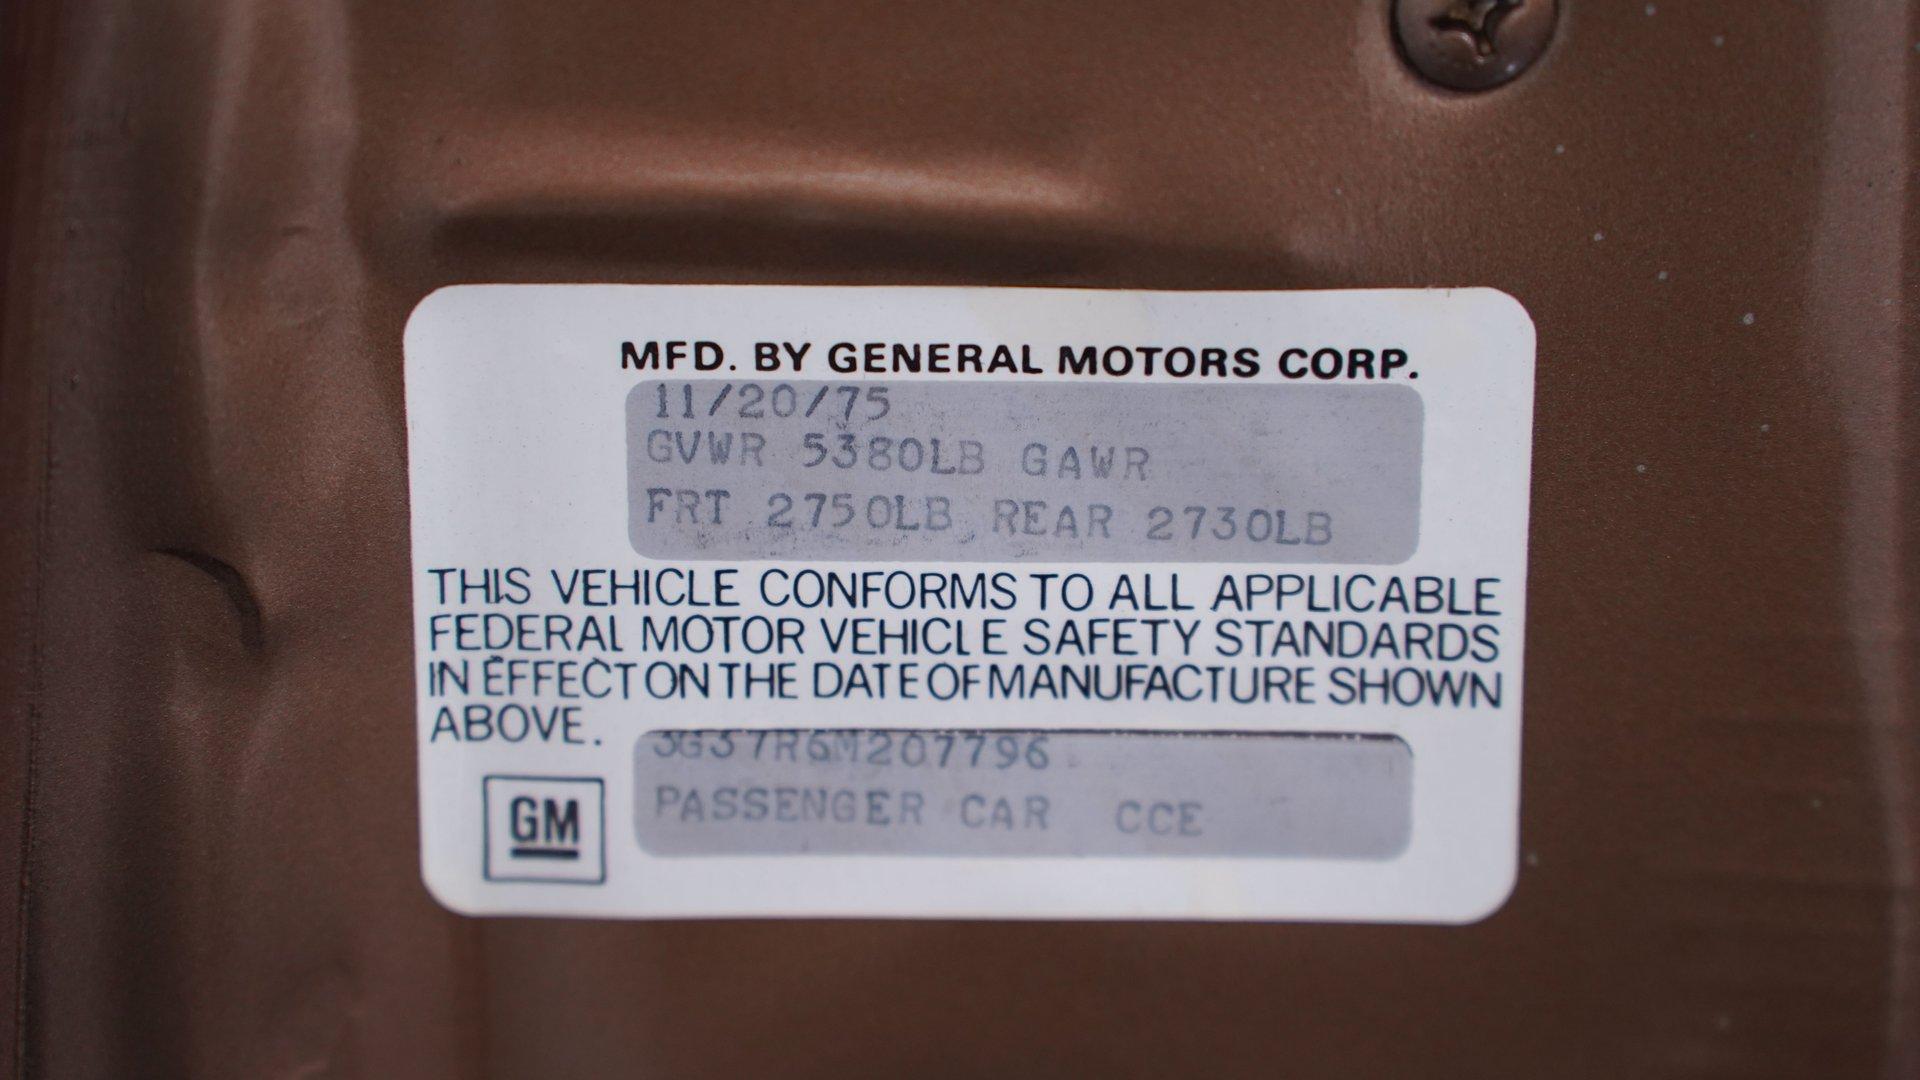 MFD. BY GENERAL MOTORS CORP.
11/20/75
GVWR 5380LB GAWR
FRT 2750LB REAR 2730LB
THIS VEHICLE CONFORMS TO ALL APPLICABLE
FEDERAL MOTOR VEHICLE SAFETY STANDARDS
IN EFFECT ON THE DATE OF MANUFACTURE SHOWN
ABOVE.
3G37R6M207796
PASSENGER CAR CCE
GM